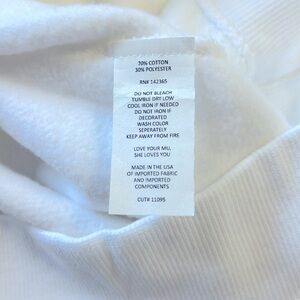 70% COTTON
30% POLYESTER
RN# 142365
DO NOT BLEACH
TUMBLE DRY LOW
COOL IRON IF NEEDED
DO NOT IRON IF
DECORATED
WASH COLOR
SEPERATELY
KEEP AWAY FROM FIRE
LOVE YOUR MU,
SHE LOVES YOU
MADE IN THE USA
OF IMPORTED FABRIC
AND IMPORTED
COMPONENTS
CUT# 11095